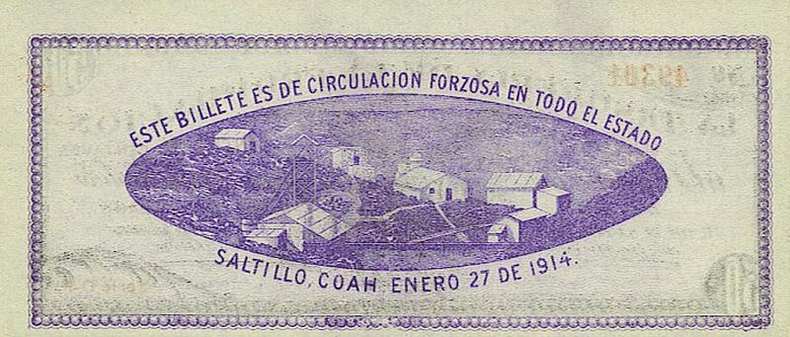 ESTE BILLETE ES DE CIRCULACION FORZOSA EN TODO EL ESTADO
SALTILLO, COAH ENERO 27 DE 1914.